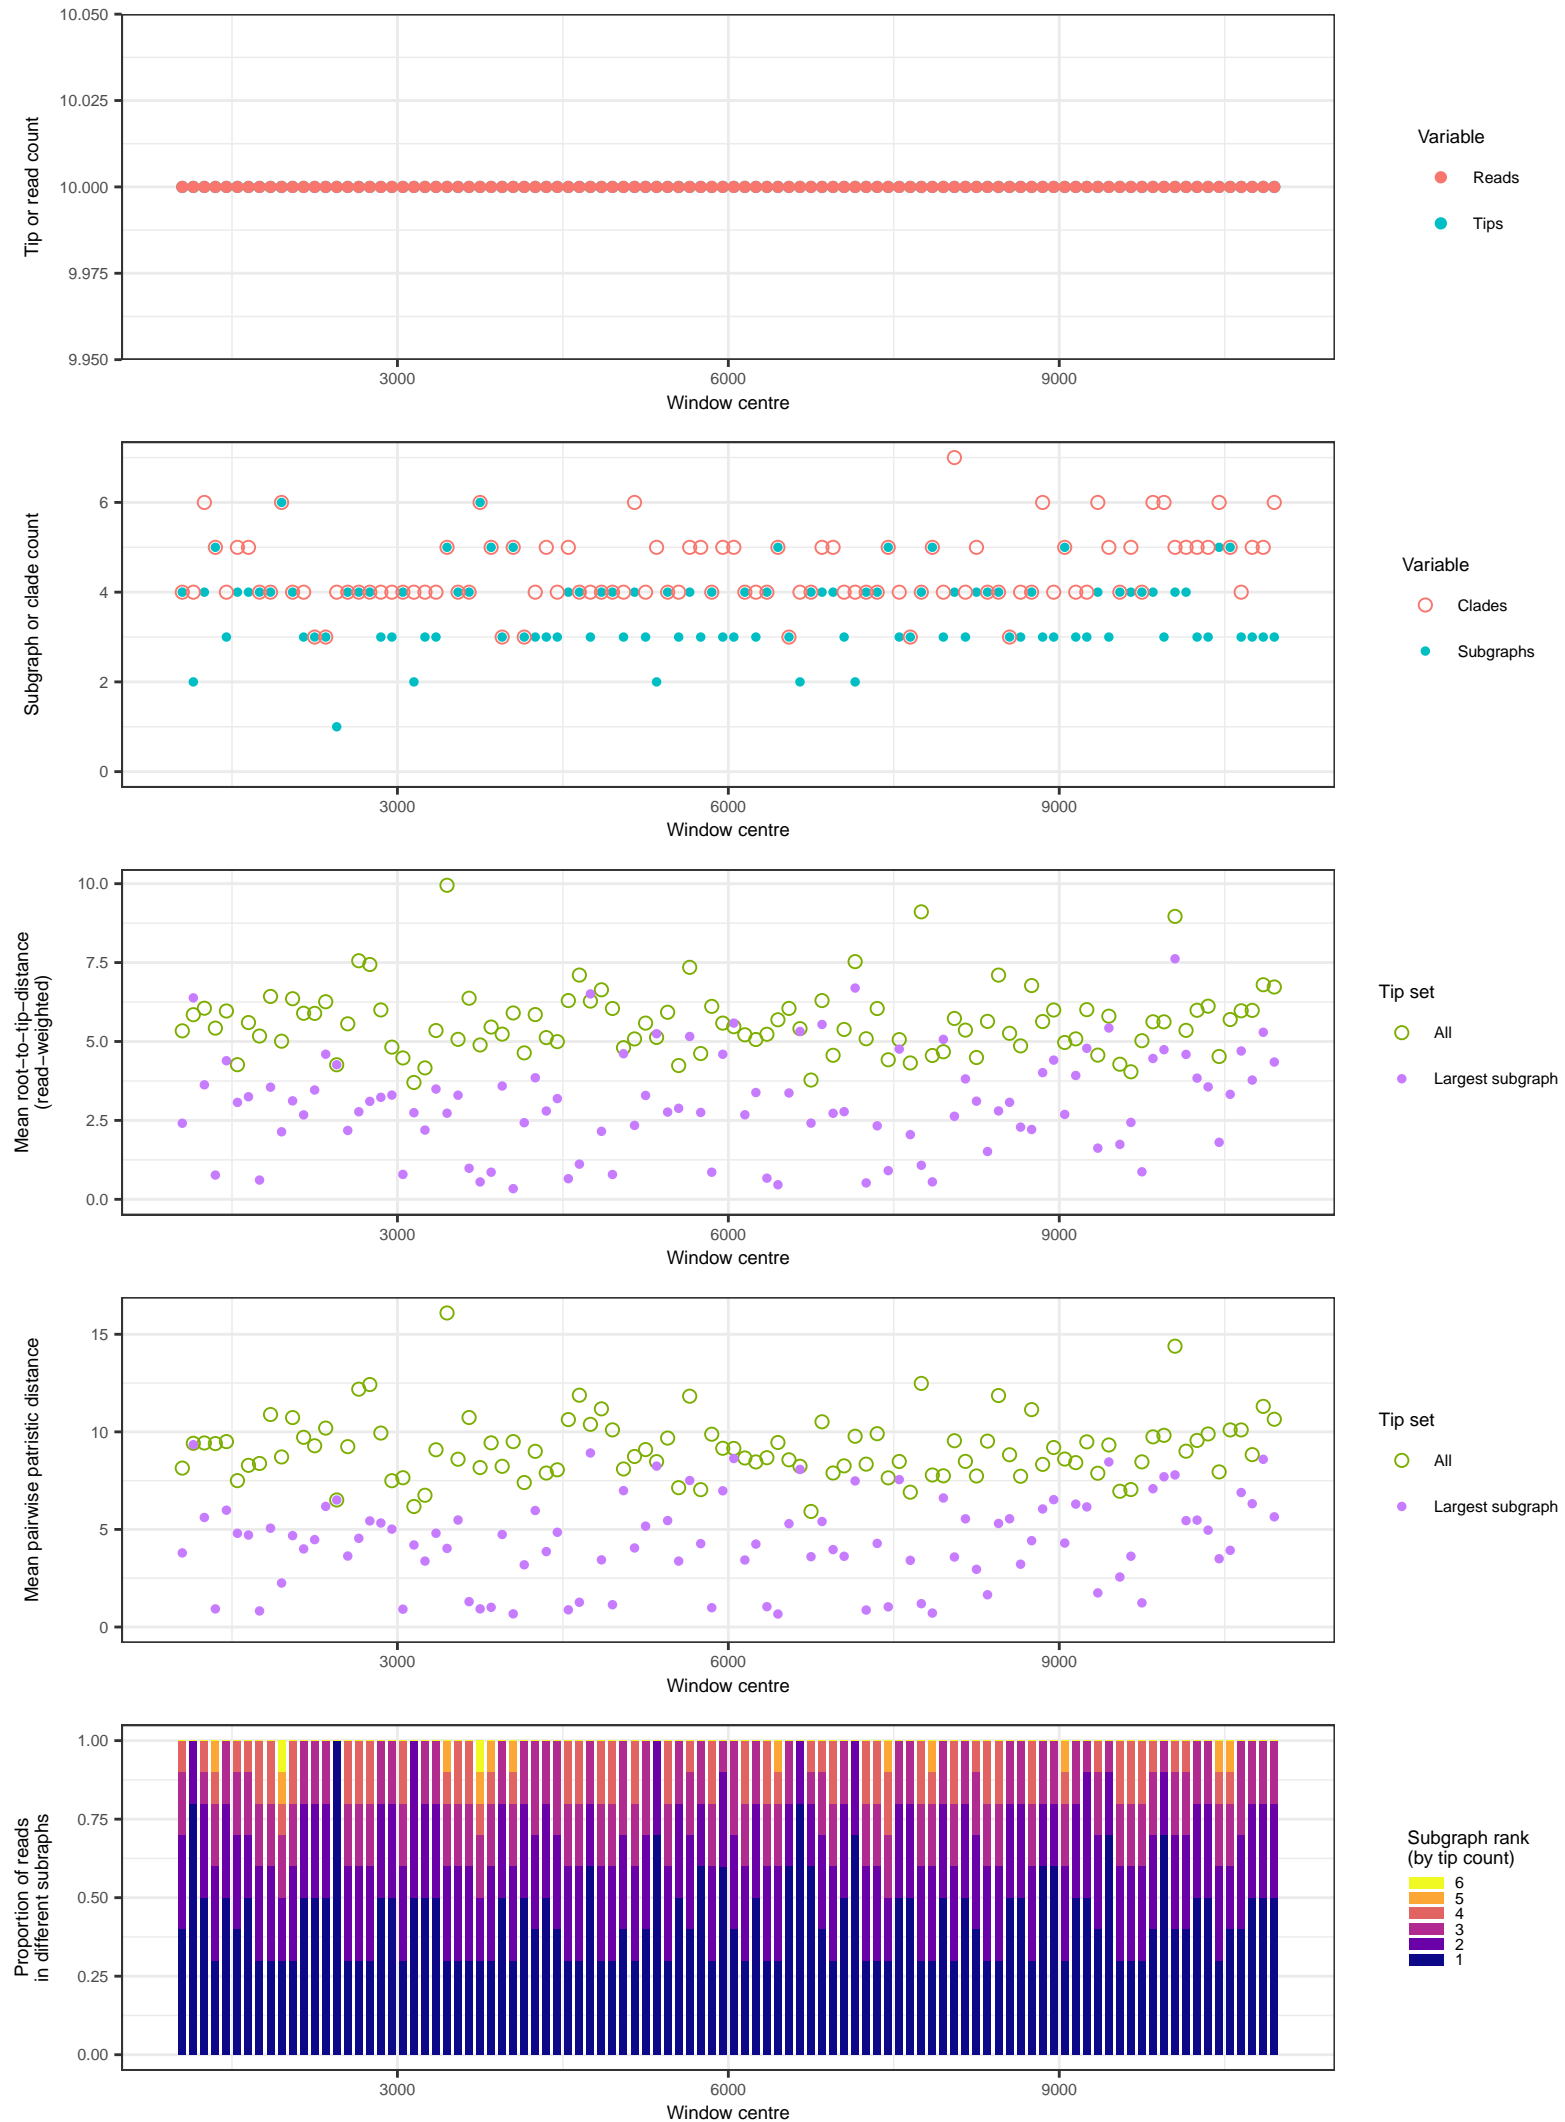 10.050
10.025
10.000
9.975
9.950
Tip or read count
3000 6000 9000
Window centre
Variable
Reads
Tips
6
4
2
0
Subgraph or clade count
3000 6000 9000
Window centre
Variable
Clades
Subgraphs
10.0
7.5
5.0
2.5
0.0
Mean root−to−tip−distance
(read−weighted)
3000 6000 9000
Window centre
Tip set
All
Largest subgraph
15
10
5
0
Mean pairwise patristic distance
3000 6000 9000
Window centre
Tip set
All
Largest subgraph
1.00
0.75
0.50
0.25
0.00
Proportion of reads
in different subraphs
3000 6000 9000
Window centre
Subgraph rank
(by tip count)
6
5
4
3
2
1